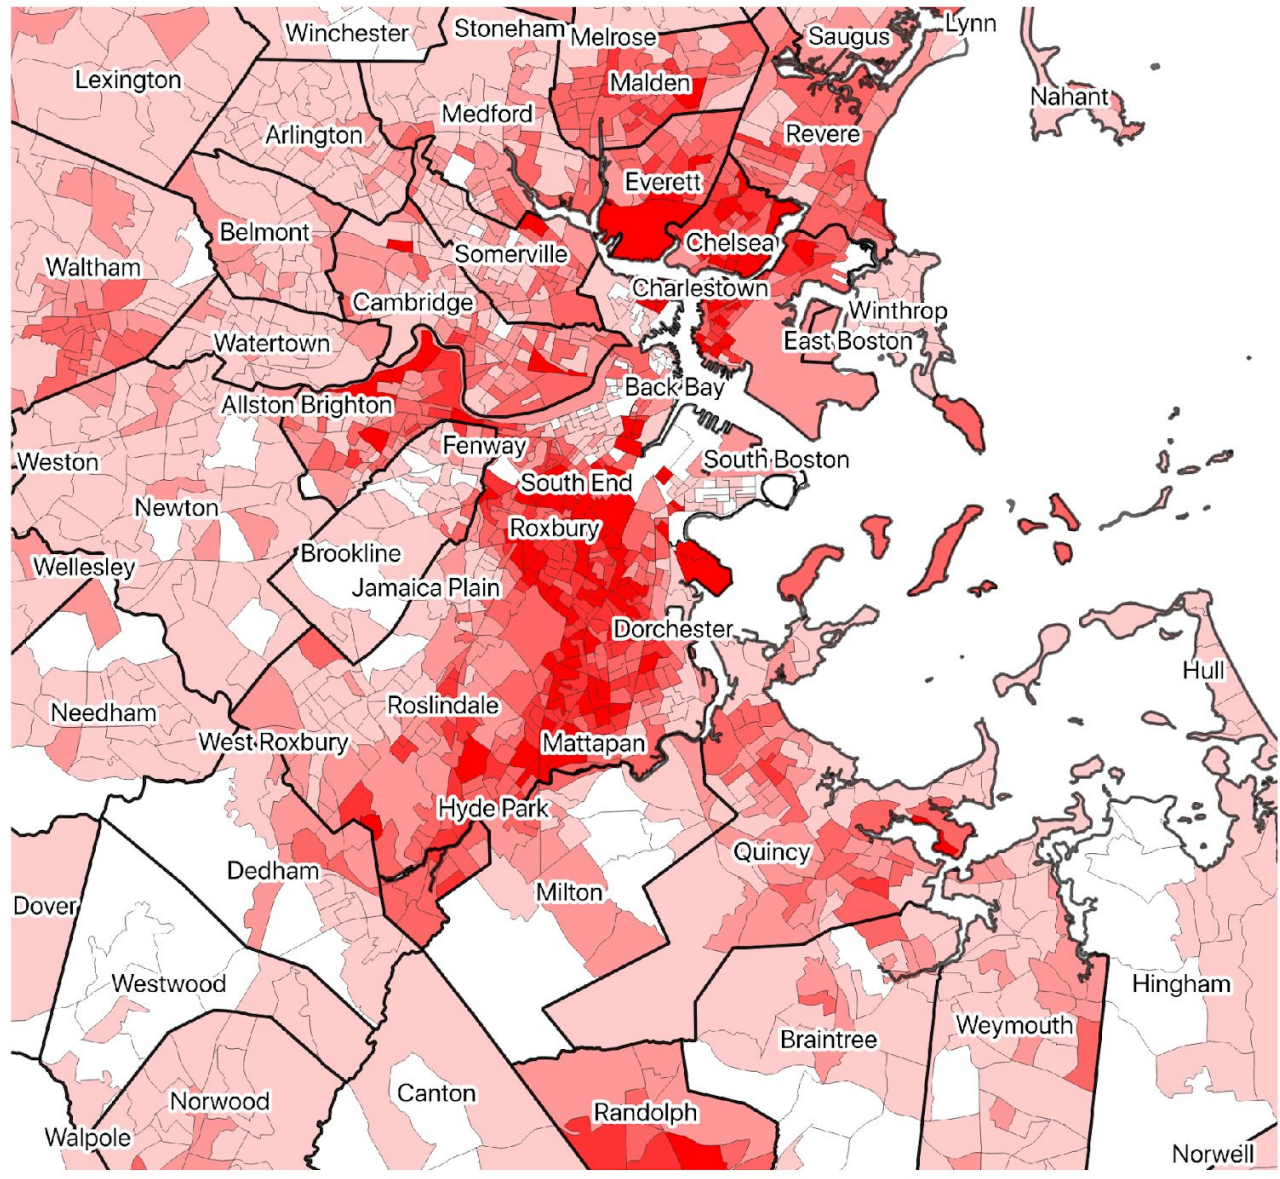 Winchester
Stoneham
Melrose
Saugus
Lynn
Lexington
Malden
Nahant
Medford
Arlington
Revere
Everett
Belmont
Chelsea
Somerville
Waltham
Charlestown
Cambridge
Winthrop
Watertown
East Boston
Back Bay
Allston Brighton
Fenway
South Boston
Weston
South End
Newton
Roxbury
Brookline
Wellesley
Jamaica Plain
Dorchester
Hull
Roslindale
Needham
West Roxbury
Mattapan
Hyde Park
Quincy
Dedham
Milton
Dover
Westwood
Hingham
Weymouth
Braintree
Canton
Norwood
Randolph
Walpole
Norwell